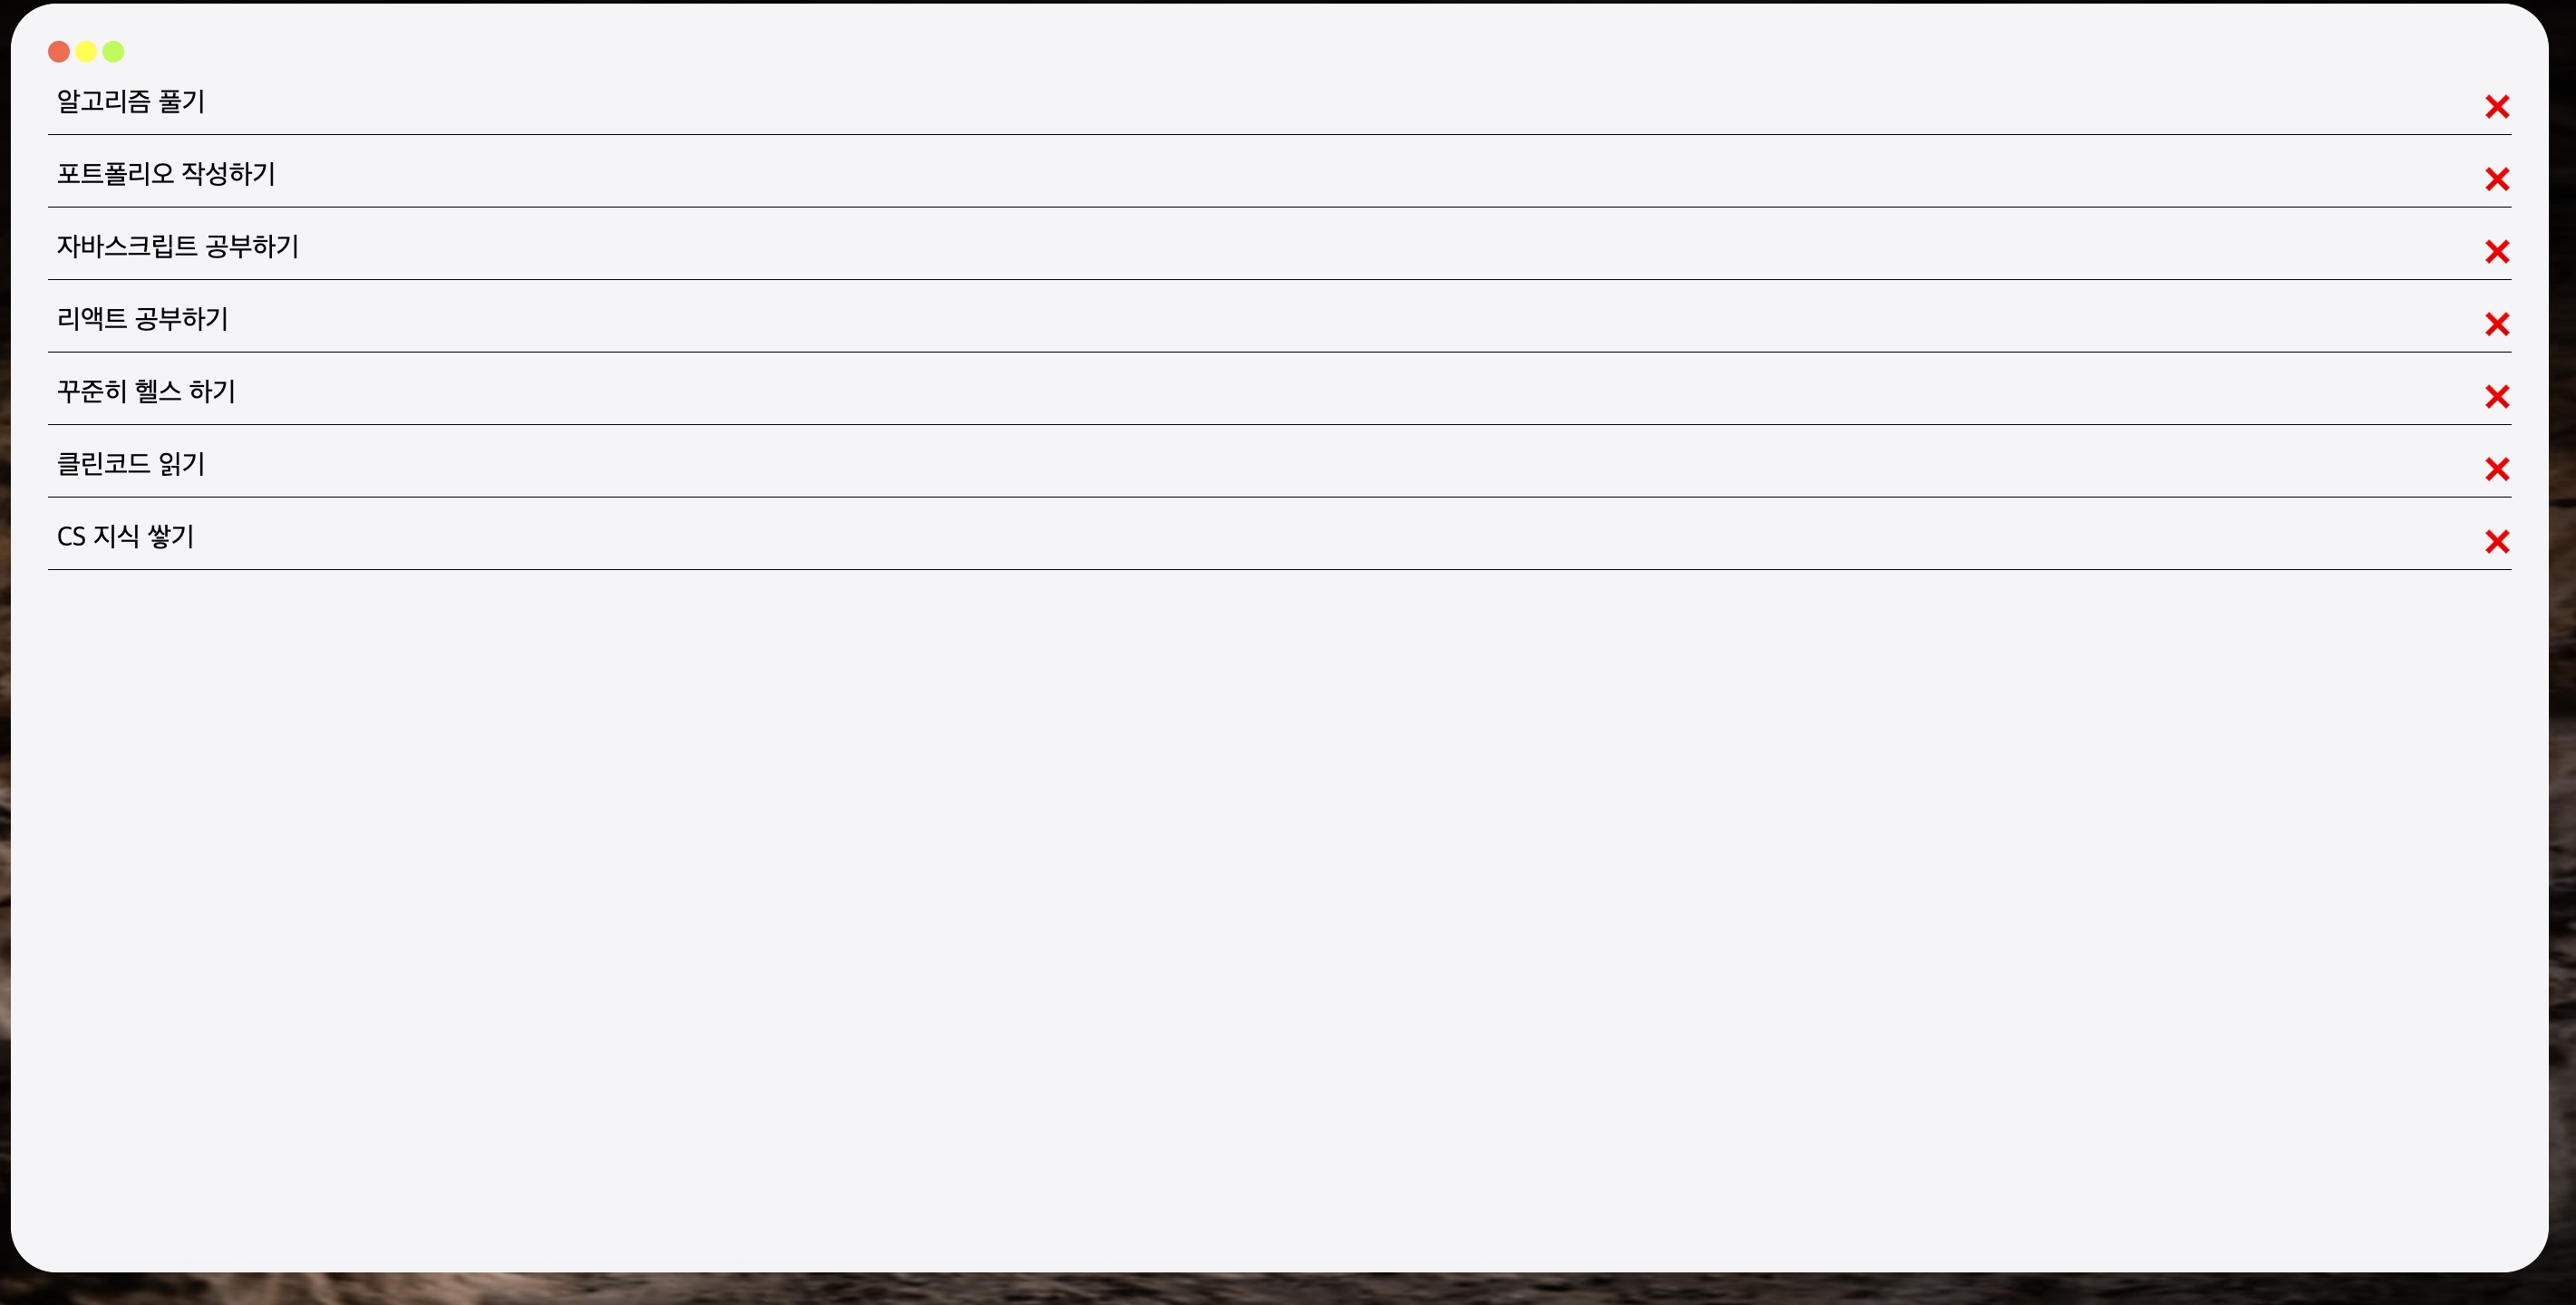 알고리즘 풀기
포트폴리오 작성하기
자바스크립트 공부하기
리액트 공부하기
꾸준히 헬스 하기
클린코드 읽기
CS 지식 쌓기